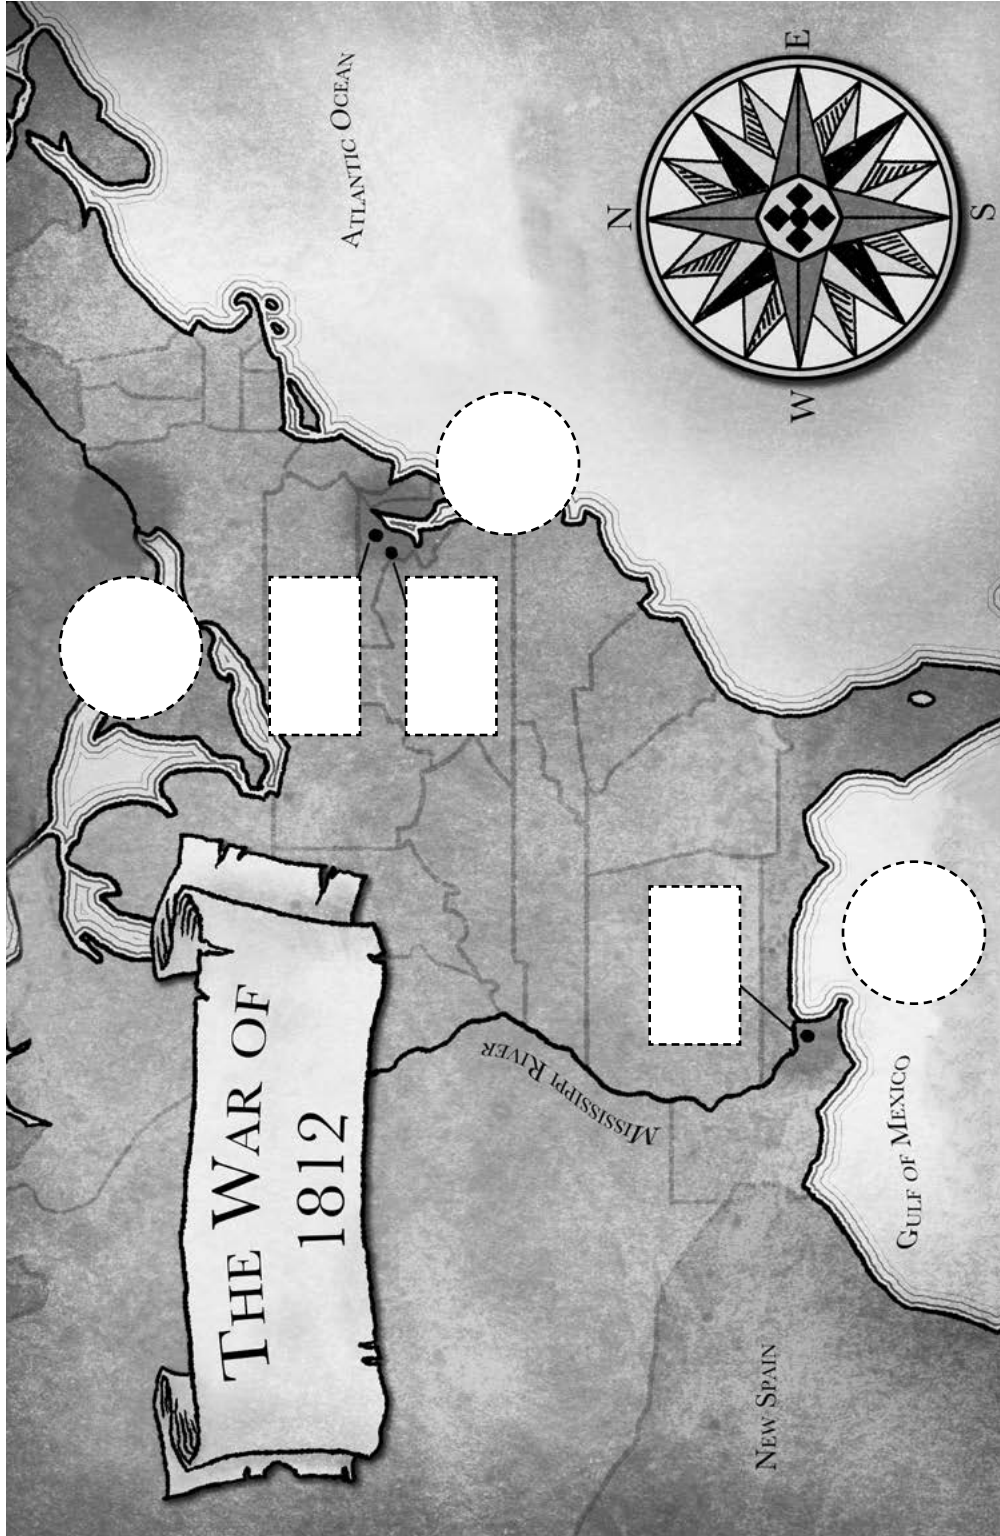 The War of
1812
Atlantic Ocean
N
E
S
W
Mississippi River
Gulf of Mexico
New Spain